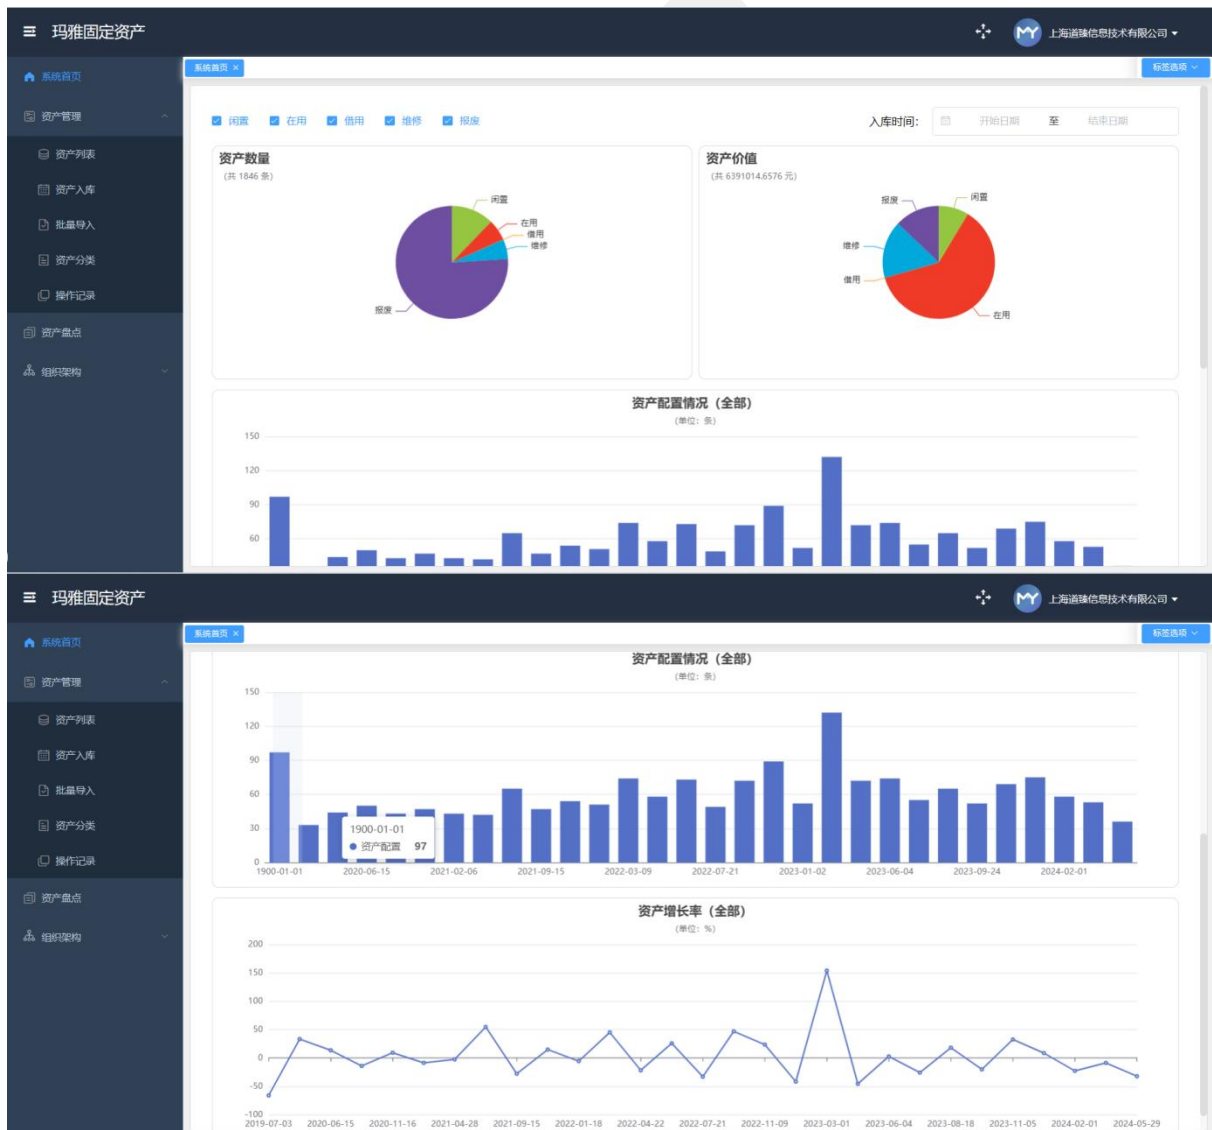 玛雅固定资产
上海道臻信息技术有限公司
系统首页
资产管理
资产列表
资产入库
批量导入
资产分类
操作记录
资产盘点
组织架构
系统首页 ×
标签选项
闲置 在用 借用 维修 报废
入库时间： 开始日期 至 结束日期
资产数量
(共 1846 条)
闲置
在用
借用
维修
报废
资产价值
(共 6391014.6576 元)
报废
闲置
维修
借用
在用
资产配置情况（全部）
(单位：条)
150
120
90
60
玛雅固定资产
上海道臻信息技术有限公司
系统首页
资产管理
资产列表
资产入库
批量导入
资产分类
操作记录
资产盘点
组织架构
系统首页 ×
标签选项
资产配置情况（全部）
(单位：条)
150
120
90
60
30
0
1900-01-01
资产配置 97
1900-01-01 2020-06-15 2021-02-06 2021-09-15 2022-03-09 2022-07-21 2023-01-02 2023-06-04 2023-09-24 2024-02-01
资产增长率（全部）
(单位：%)
200
150
100
50
0
-50
-100
2019-07-03 2020-06-15 2020-11-16 2021-04-28 2021-09-15 2022-01-18 2022-04-22 2022-07-21 2022-11-09 2023-03-01 2023-06-04 2023-08-18 2023-11-05 2024-02-01 2024-05-29